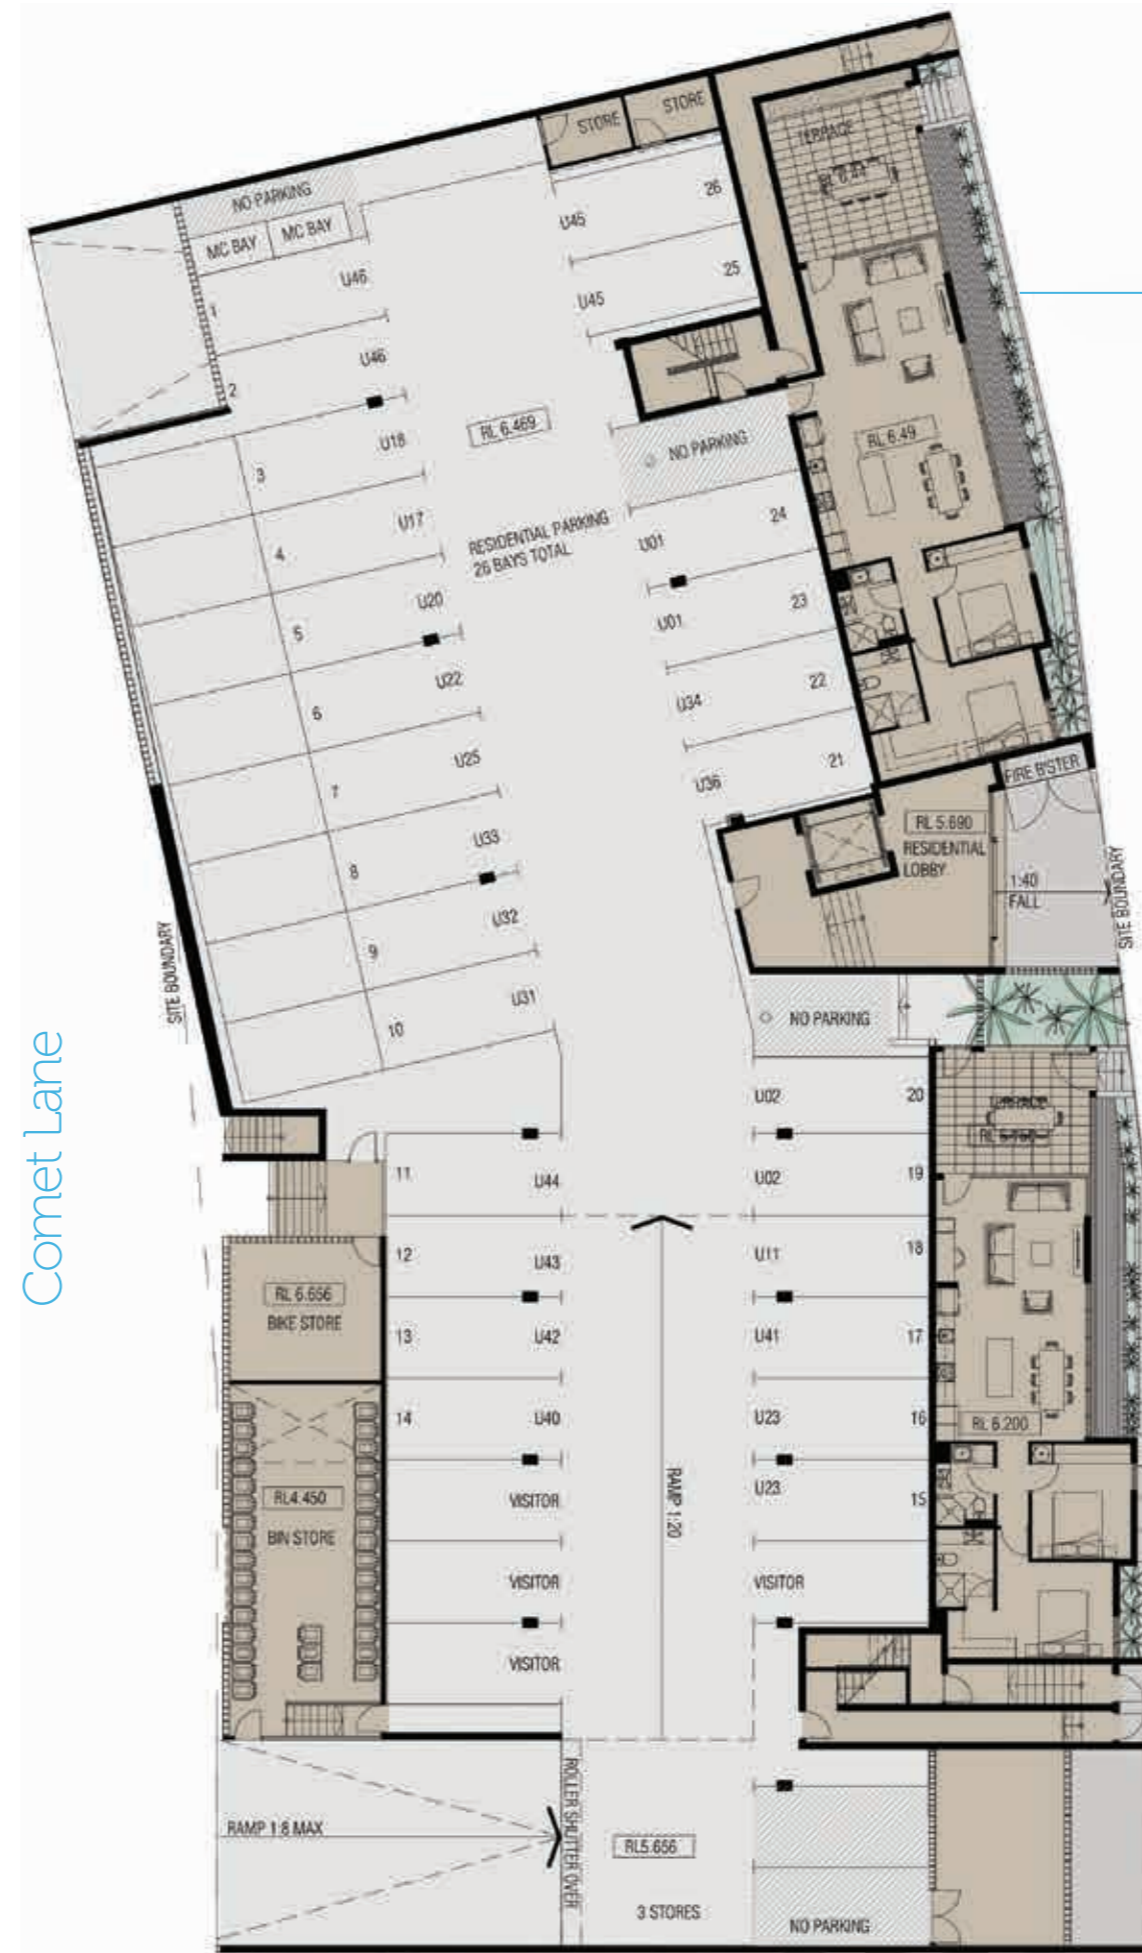 STORE
STORE
TERRACE
RL 6.44
NO PARKING
MC BAY
MC BAY
U46
1
U46
2
U45
26
U45
25
RL 6.469
NO PARKING
RL 6.49
U18
3
U17
4
RESIDENTIAL PARKING
26 BAYS TOTAL
U01
24
U20
5
U01
23
U22
6
U34
22
U25
7
U36
21
FIRE B'STER
U33
8
RL 5.690
RESIDENTIAL
LOBBY
1:40
FALL
SITE BOUNDARY
U32
9
SITE BOUNDARY
U31
10
NO PARKING
Comet Lane
U02
20
TERRACE
11
U44
U02
19
12
U43
U11
18
RL 6.656
BIKE STORE
13
U42
U41
17
14
U40
U23
16
RL 6.200
RL4.450
BIN STORE
VISITOR
RAMP 1:20
U23
15
VISITOR
VISITOR
VISITOR
ROLLER SHUTTER OVER
RAMP 1:8 MAX
RL5.656
3 STORES
NO PARKING